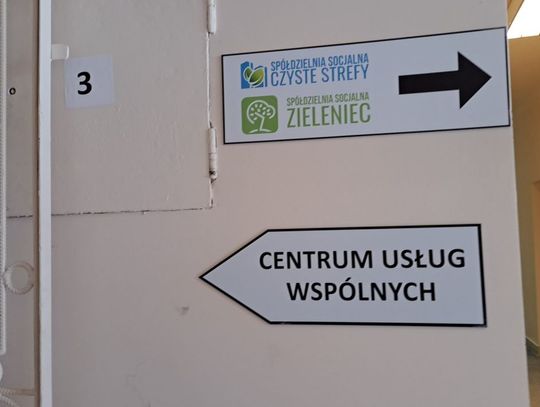 3
SPÓŁDZIELNIA SOCJALNA
CZYSTE STREFY
SPÓŁDZIELNIA SOCJALNA
ZIELENIEC
CENTRUM USŁUG
WSPÓLNYCH